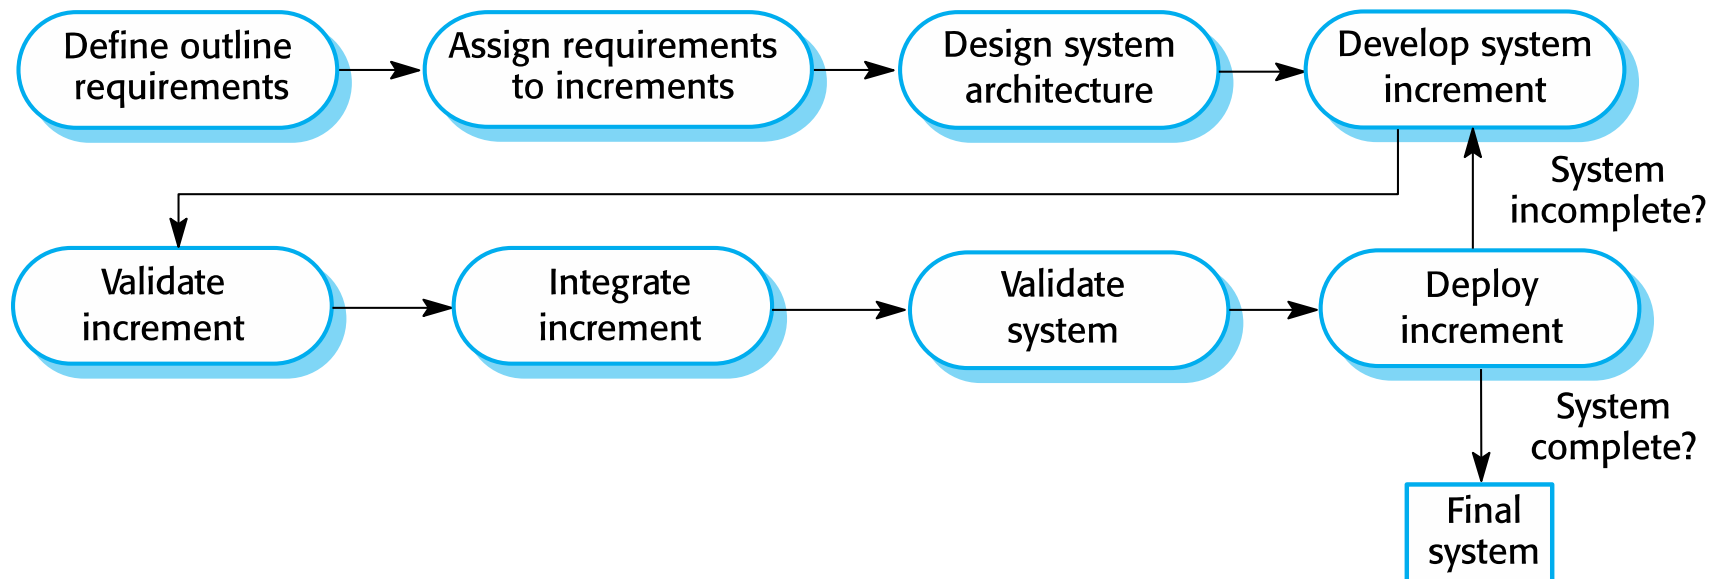 Define outline
requirements
Assign requirements
to increments
Design system
architecture
Develop system
increment
System
incomplete?
Validate
increment
Integrate
increment
Validate
system
Deploy
increment
System
complete?
Final
system